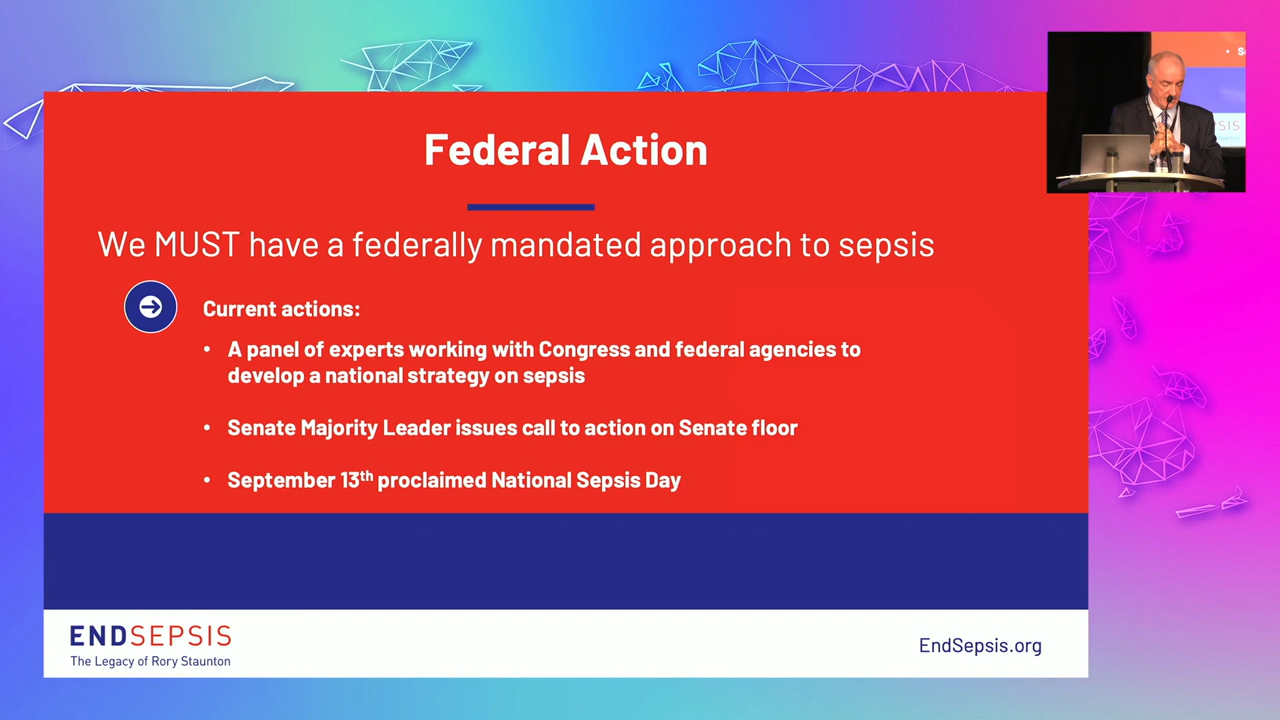 Federal Action
We MUST have a federally mandated approach to sepsis
Current actions:
• A panel of experts working with Congress and federal agencies to
develop a national strategy on sepsis
• Senate Majority Leader issues call to action on Senate floor
• September 13th proclaimed National Sepsis Day
ENDSEPSIS
The Legacy of Rory Staunton
EndSepsis.org
SIS